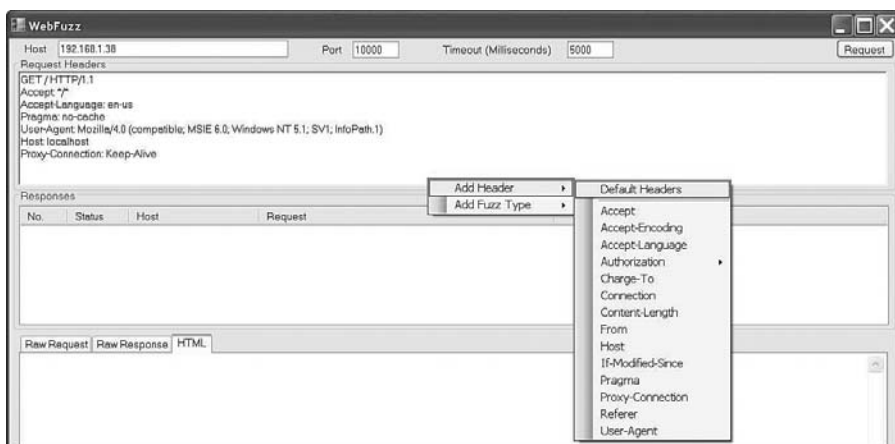 WebFuzz
Host 192.168.1.38 Port 10000 Timeout (Milliseconds) 5000 Request
Request Headers
GET / HTTP/1.1
Accept: */*
Accept-Language: en-us
Pragma: no-cache
User-Agent: Mozilla/4.0 (compatible; MSIE 6.0; Windows NT 5.1; SV1; InfoPath.1)
Host: localhost
Proxy-Connection: Keep-Alive
Add Header
Add Fuzz Type
Default Headers
Accept
Accept-Encoding
Accept-Language
Authorization
Charge-To
Connection
Content-Length
From
Host
If-Modified-Since
Pragma
Proxy-Connection
Referer
User-Agent
Responses
No. Status Host Request
Raw Request Raw Response HTML